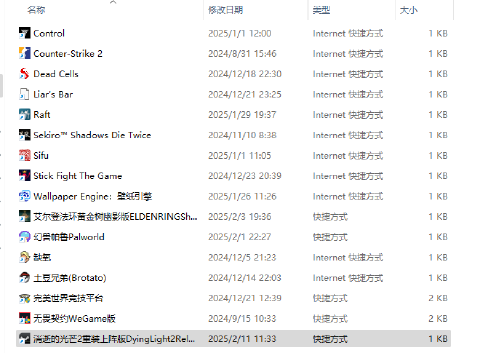 名称 修改日期 类型 大小
Control 2025/1/1 12:00 Internet 快捷方式 1 KB
Counter-Strike 2 2024/8/31 15:46 Internet 快捷方式 1 KB
Dead Cells 2024/12/18 22:30 Internet 快捷方式 1 KB
Liar's Bar 2024/12/21 23:25 Internet 快捷方式 1 KB
Raft 2025/1/29 19:37 Internet 快捷方式 1 KB
Sekiro™ Shadows Die Twice 2024/11/10 8:38 Internet 快捷方式 1 KB
Sifu 2025/1/1 11:05 Internet 快捷方式 1 KB
Stick Fight The Game 2024/12/23 20:39 Internet 快捷方式 1 KB
Wallpaper Engine：壁纸引擎 2025/1/26 11:26 Internet 快捷方式 1 KB
艾尔登法环黄金树幽影版ELDENRINGSh... 2025/2/3 19:36 快捷方式 1 KB
幻兽帕鲁Palworld 2025/2/1 22:27 快捷方式 1 KB
缺氧 2024/12/5 21:23 Internet 快捷方式 1 KB
土豆兄弟(Brotato) 2024/12/14 22:03 Internet 快捷方式 1 KB
完美世界竞技平台 2024/12/21 12:39 快捷方式 2 KB
无畏契约WeGame版 2024/9/15 10:33 快捷方式 2 KB
消逝的光芒2重装上阵版DyingLight2Rel... 2025/2/11 11:33 快捷方式 1 KB